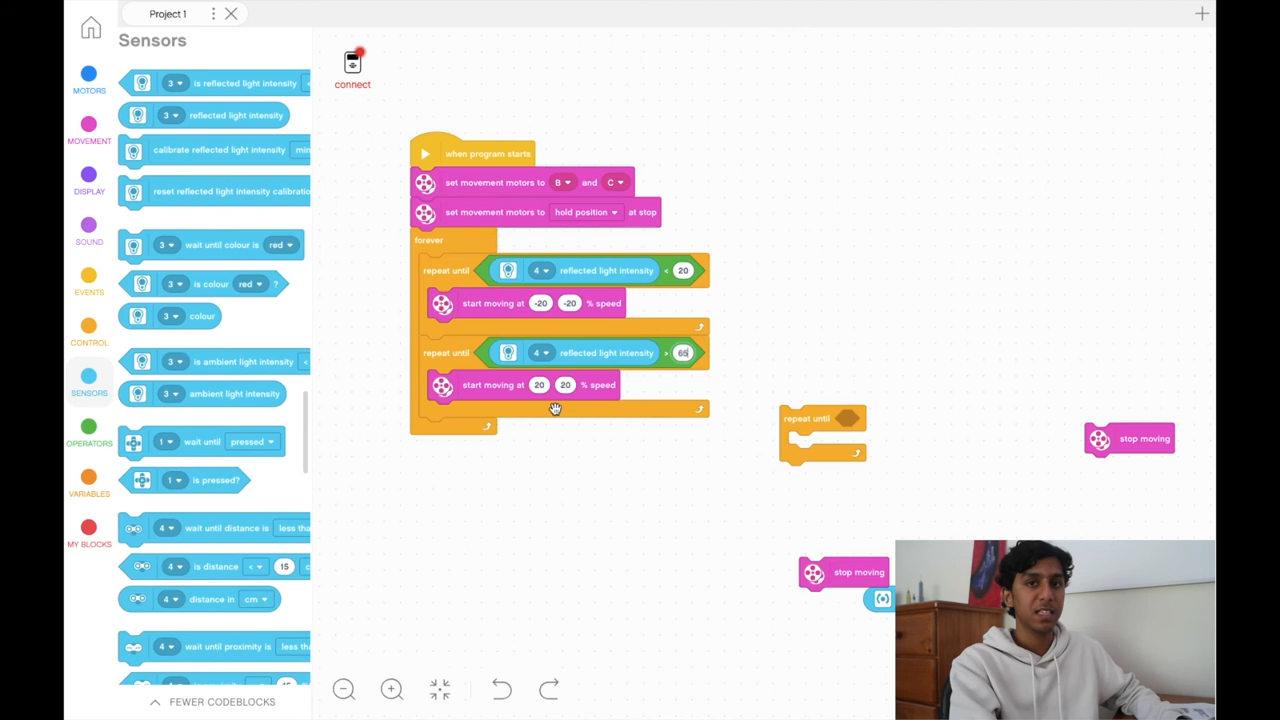 Project 1
Sensors
connect
MOTORS
MOVEMENT
DISPLAY
SOUND
EVENTS
CONTROL
SENSORS
OPERATORS
VARIABLES
MY BLOCKS
3 is reflected light intensity
3 reflected light intensity
calibrate reflected light intensity
reset reflected light intensity
3 wait until colour is red
3 is colour red ?
3 colour
3 is ambient light intensity
3 ambient light intensity
1 wait until pressed
1 is pressed?
4 wait until distance is
4 is distance < 15
4 distance in cm
4 wait until proximity is
FEWER CODEBLOCKS
when program starts
set movement motors to B and C
set movement motors to hold position at stop
forever
repeat until 4 reflected light intensity < 20
start moving at -20 -20 % speed
repeat until 4 reflected light intensity > 65
start moving at 20 20 % speed
repeat until
stop moving
stop moving